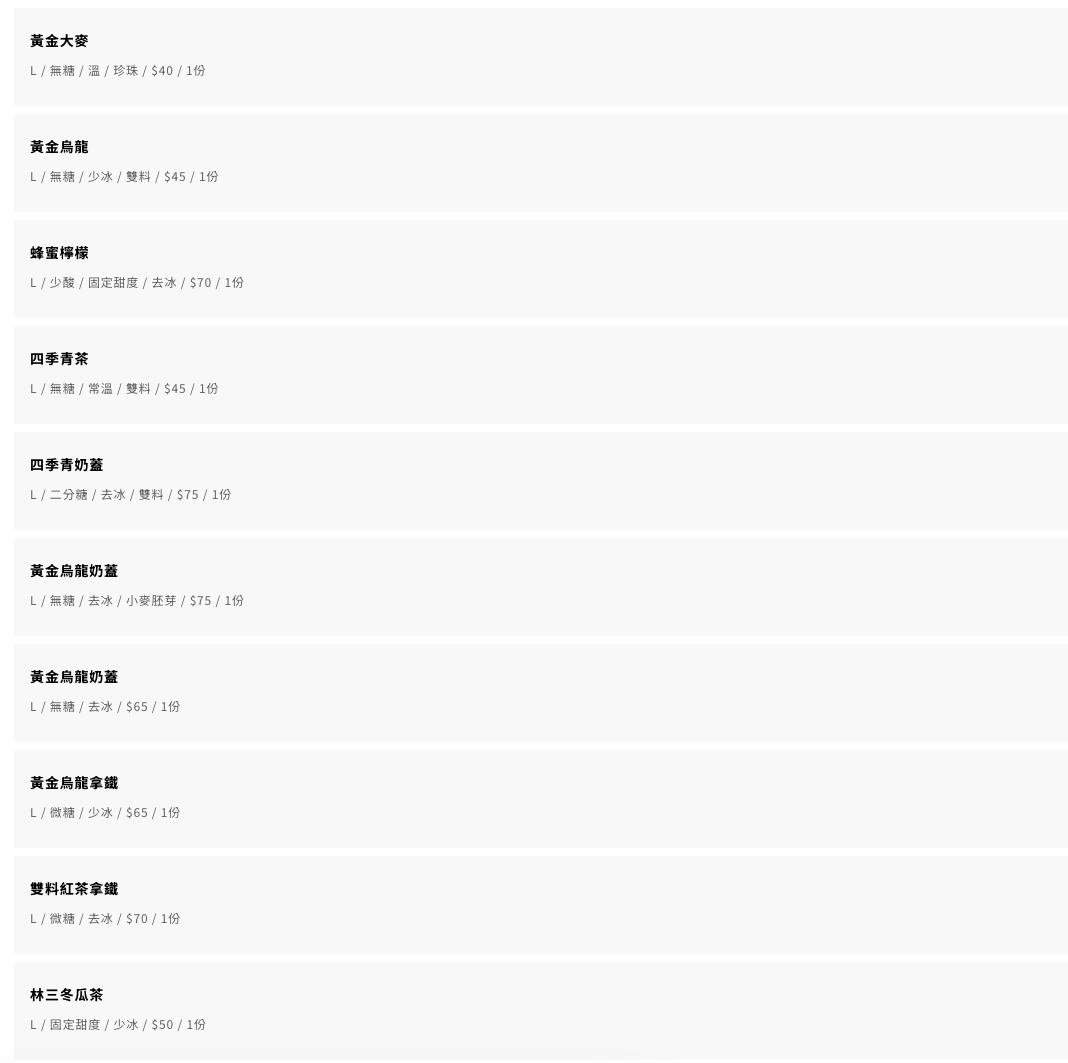 黃金大麥
L / 無糖 / 溫 / 珍珠 / $40 / 1份
黃金烏龍
L / 無糖 / 少冰 / 雙料 / $45 / 1份
蜂蜜檸檬
L / 少酸 / 固定甜度 / 去冰 / $70 / 1份
四季青茶
L / 無糖 / 常溫 / 雙料 / $45 / 1份
四季青奶蓋
L / 二分糖 / 去冰 / 雙料 / $75 / 1份
黃金烏龍奶蓋
L / 無糖 / 去冰 / 小麥胚芽 / $75 / 1份
黃金烏龍奶蓋
L / 無糖 / 去冰 / $65 / 1份
黃金烏龍拿鐵
L / 微糖 / 少冰 / $65 / 1份
雙料紅茶拿鐵
L / 微糖 / 去冰 / $70 / 1份
林三冬瓜茶
L / 固定甜度 / 少冰 / $50 / 1份